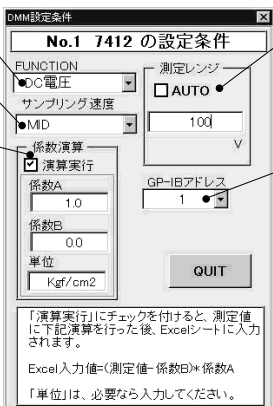 DMM設定条件
No.1 7412 の設定条件
FUNCTION
DC電圧
サンプリング速度
MID
測定レンジ
AUTO
100
V
係数演算
演算実行
係数A
1.0
係数B
0.0
単位
Kgf/cm2
GP-IBアドレス
1
QUIT
「演算実行」にチェックを付けると、測定値
に下記演算を行った後、Excelシートに入力
されます。
Excel入力値=(測定値-係数B)*係数A
「単位」は、必要なら入力してください。